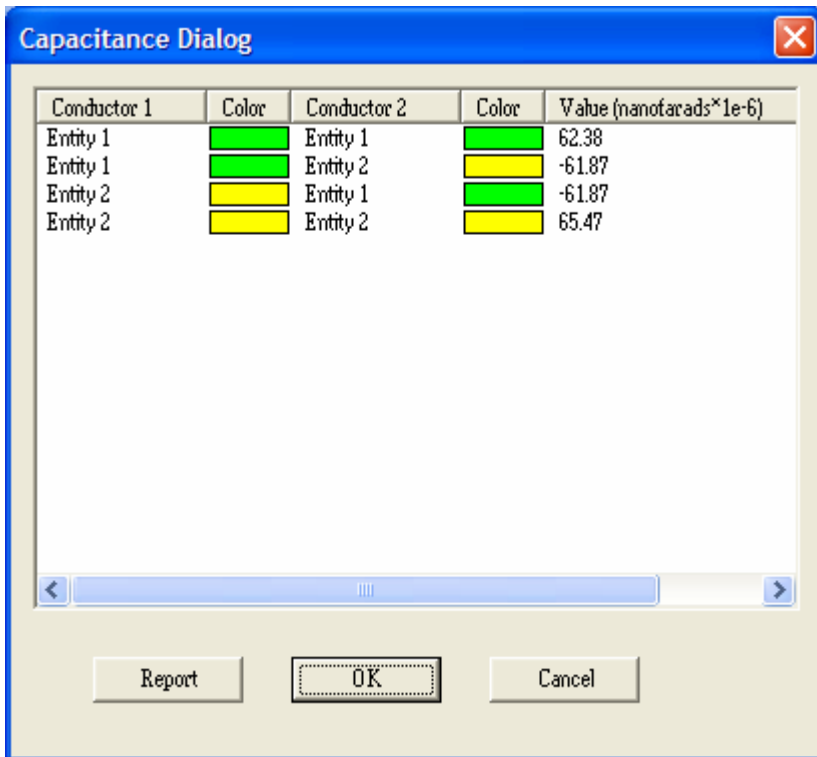 Capacitance Dialog
Conductor 1 Color Conductor 2 Color Value (nanofarads*1e-6)
Entity 1 Entity 1 62.38
Entity 1 Entity 2 -61.87
Entity 2 Entity 1 -61.87
Entity 2 Entity 2 65.47
Report OK Cancel